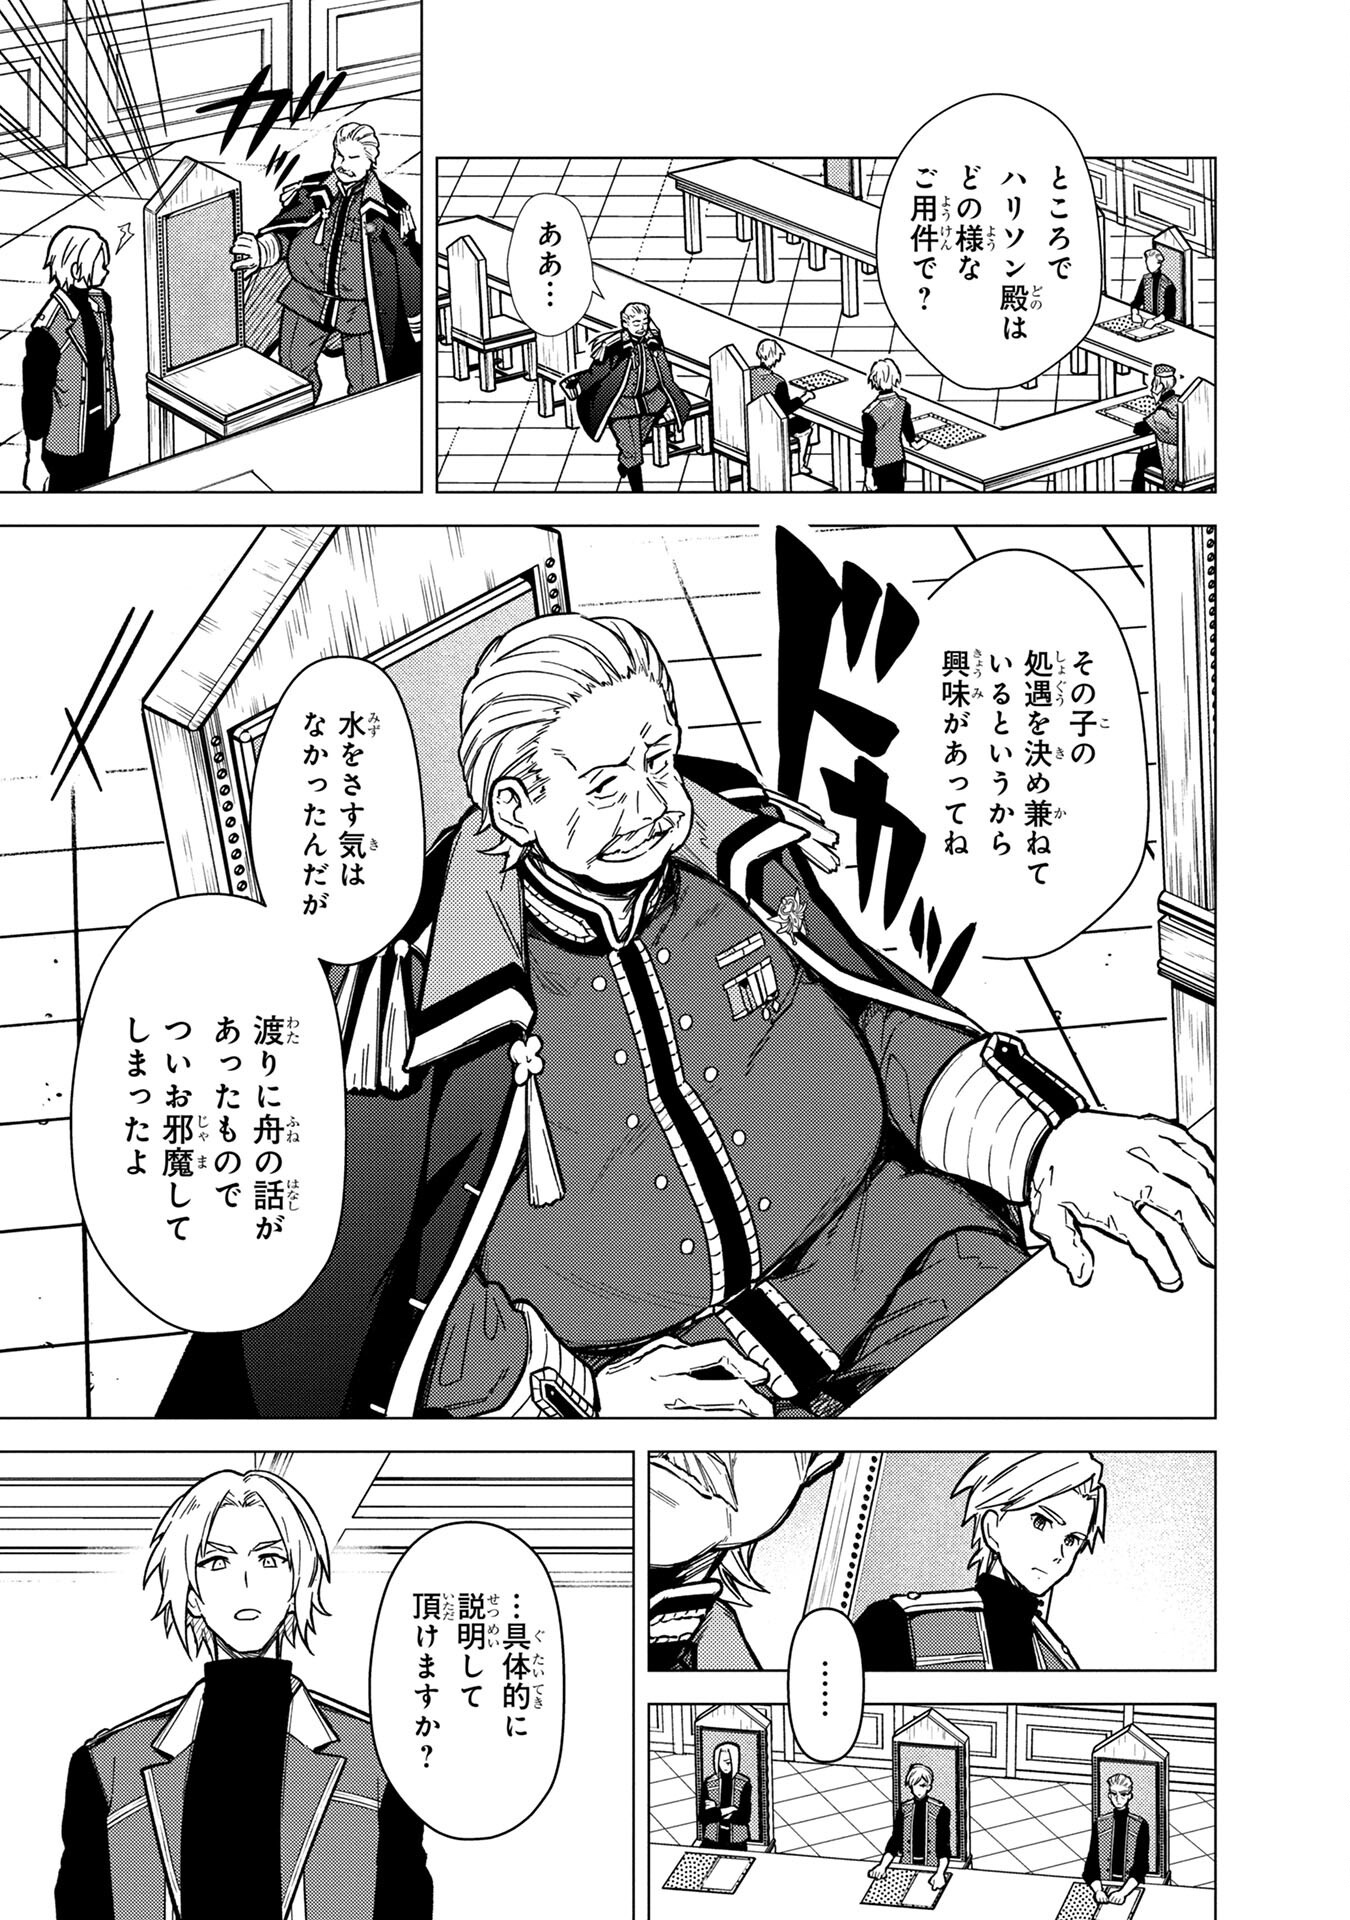 ところで
ハリソン殿は
どの様な
ご用件で？
ああ…
ガタッ
その子の
処遇を決め兼ねて
いるというから
興味があってね
ドカッ
水をさす気は
なかったんだが
渡りに舟の話が
あったもので
ついお邪魔して
しまったよ
……
…具体的に
説明して
頂けますか？